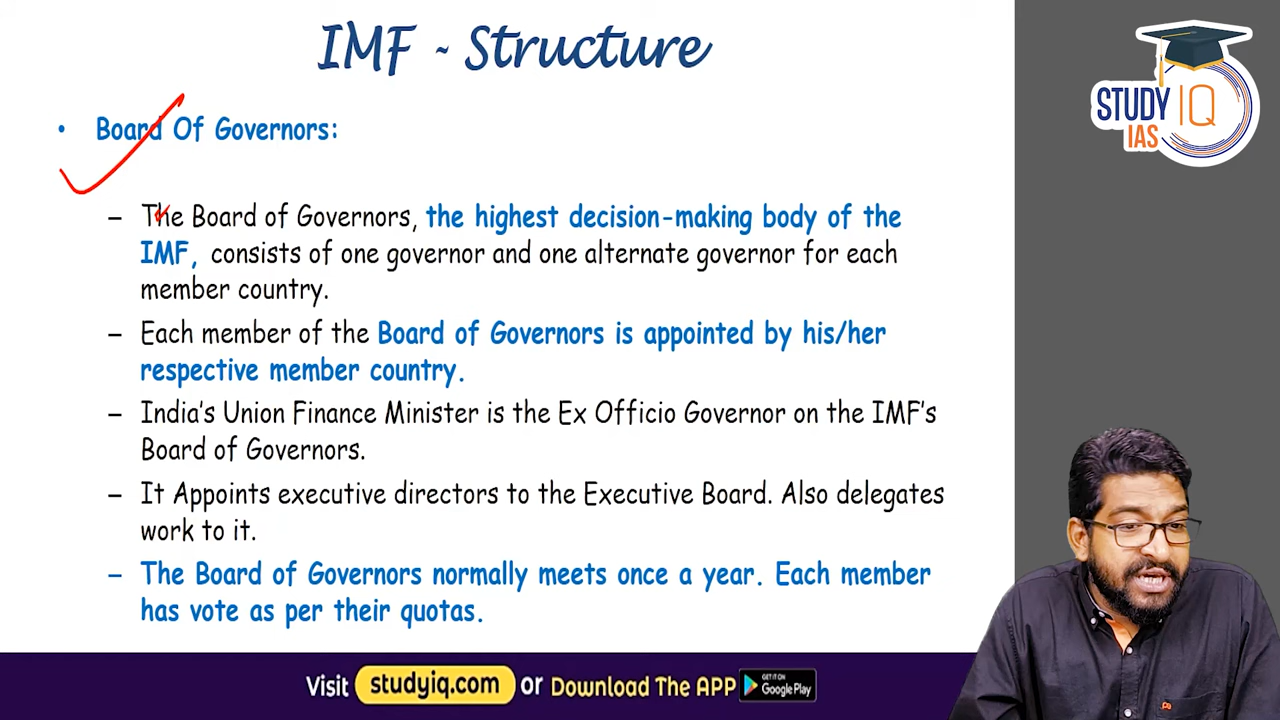 IMF - Structure
STUDY IQ
IAS
• Board Of Governors:
– The Board of Governors, the highest decision-making body of the
IMF, consists of one governor and one alternate governor for each
member country.
– Each member of the Board of Governors is appointed by his/her
respective member country.
– India's Union Finance Minister is the Ex Officio Governor on the IMF's
Board of Governors.
– It Appoints executive directors to the Executive Board. Also delegates
work to it.
– The Board of Governors normally meets once a year. Each member
has vote as per their quotas.
Visit studyiq.com or Download The APP GET IT ON Google Play